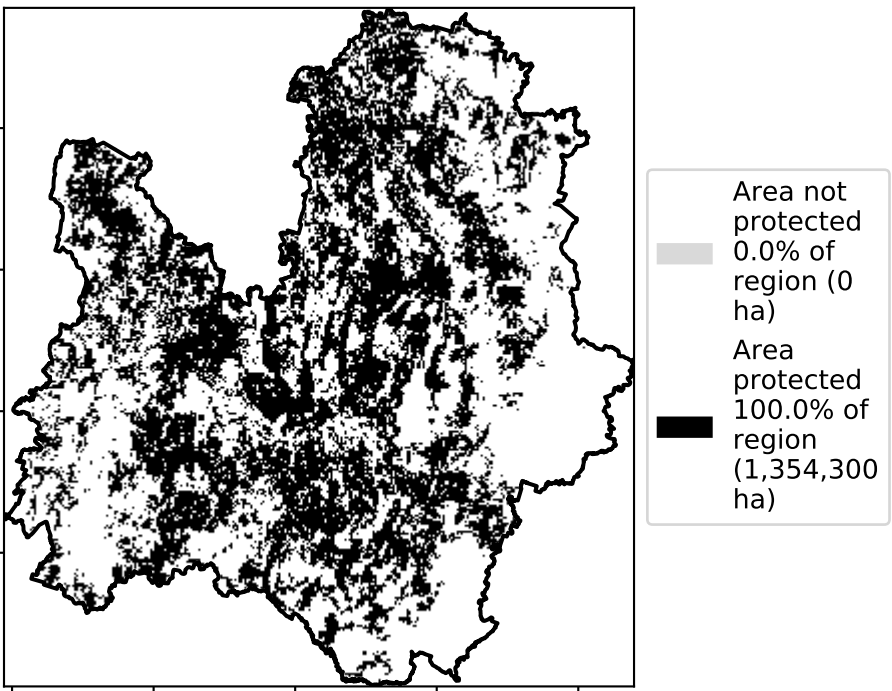 Area not
protected
0.0% of
region (0
ha)
Area
protected
100.0% of
region
(1,354,300
ha)